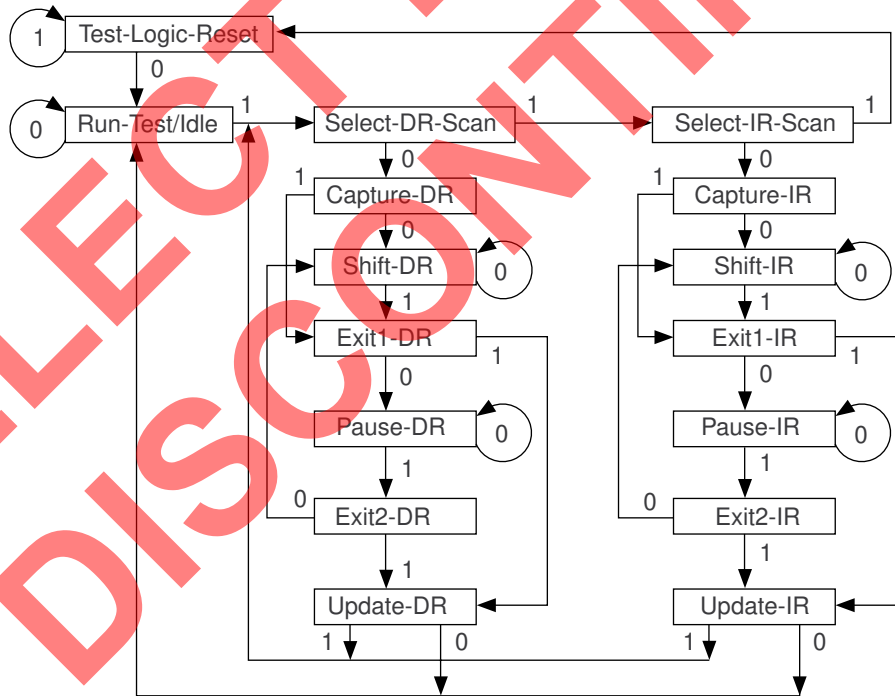 Test-Logic-Reset
1
0
Run-Test/Idle
1
0
Select-DR-Scan
1
Select-IR-Scan
1
0
0
1
Capture-DR
1
Capture-IR
0
0
Shift-DR
0
Shift-IR
0
1
1
Exit1-DR
1
Exit1-IR
1
0
0
Pause-DR
0
Pause-IR
0
1
1
0
Exit2-DR
0
Exit2-IR
1
1
Update-DR
Update-IR
1
0
1
0